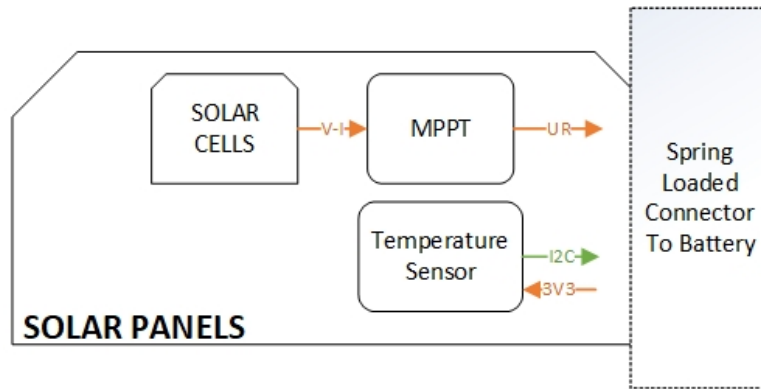 SOLAR
CELLS
V-I
MPPT
UR
Temperature
Sensor
I2C
3V3
SOLAR PANELS
Spring
Loaded
Connector
To Battery